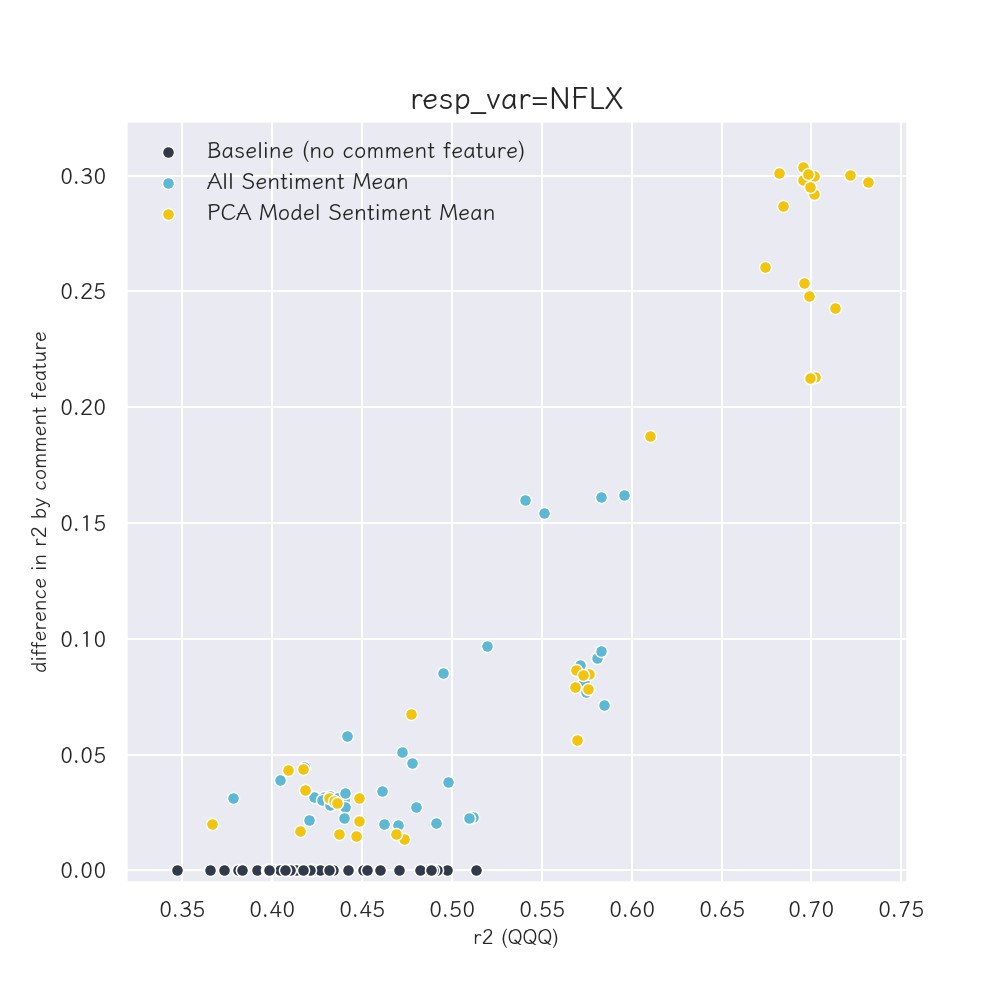 resp_var=NFLX
Baseline (no comment feature)
All Sentiment Mean
PCA Model Sentiment Mean
0.30
0.25
0.20
0.15
0.10
0.05
0.00
difference in r2 by comment feature
0.35 0.40 0.45 0.50 0.55 0.60 0.65 0.70 0.75
r2 (QQQ)